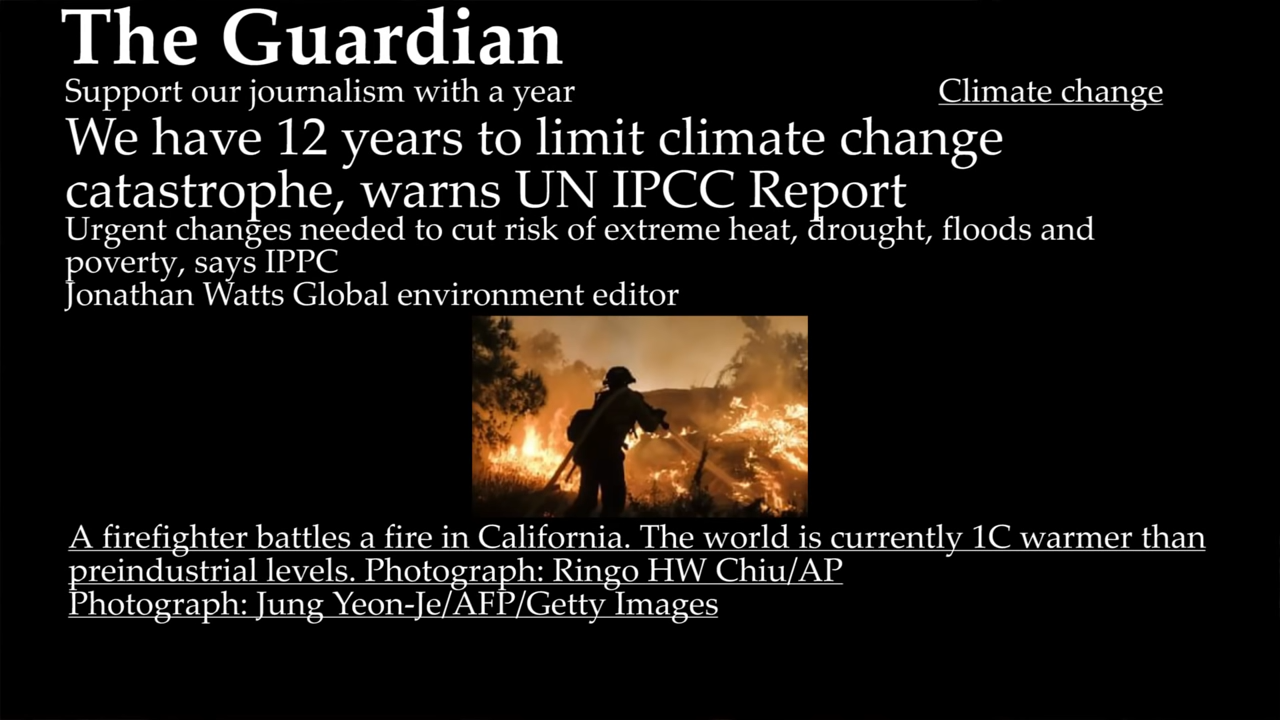 The Guardian
Support our journalism with a year
Climate change
We have 12 years to limit climate change
catastrophe, warns UN IPCC Report
Urgent changes needed to cut risk of extreme heat, drought, floods and
poverty, says IPPC
Jonathan Watts Global environment editor
A firefighter battles a fire in California. The world is currently 1C warmer than
preindustrial levels. Photograph: Ringo HW Chiu/AP
Photograph: Jung Yeon-Je/AFP/Getty Images